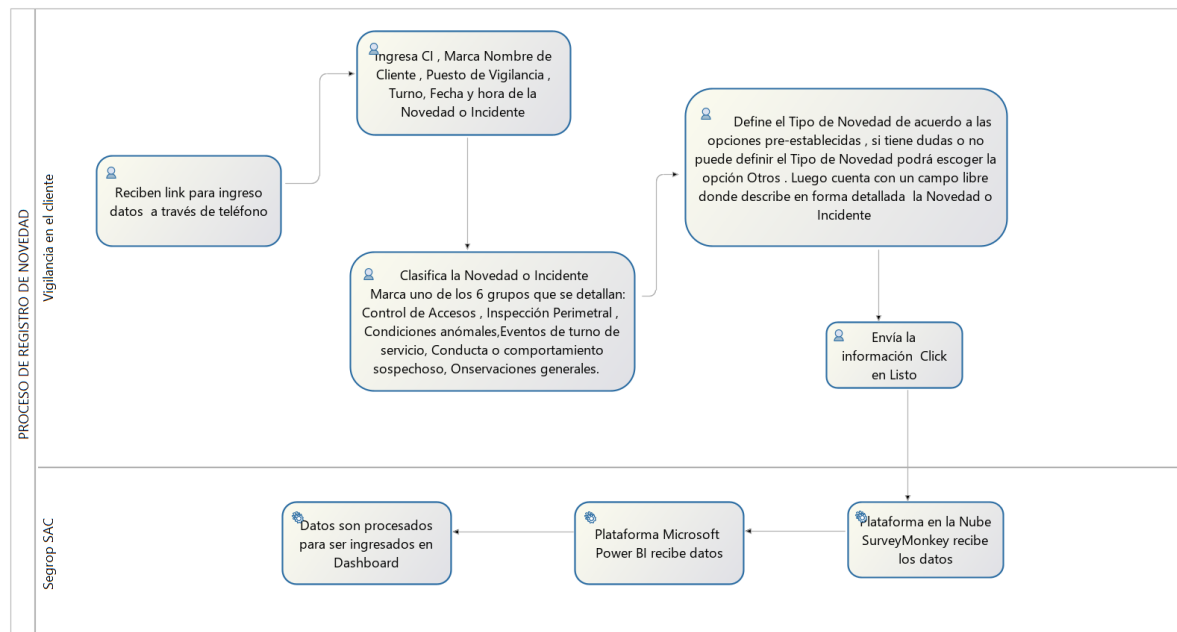 PROCESO DE REGISTRO DE NOVEDAD
Vigilancia en el cliente
Reciben link para ingreso
datos a través de teléfono
Ingresa CI , Marca Nombre de
Cliente , Puesto de Vigilancia ,
Turno, Fecha y hora de la
Novedad o Incidente
Clasifica la Novedad o Incidente
Marca uno de los 6 grupos que se detallan:
Control de Accesos , Inspección Perimetral ,
Condiciones anómales,Eventos de turno de
servicio, Conducta o comportamiento
sospechoso, Onservaciones generales.
Define el Tipo de Novedad de acuerdo a las
opciones pre-establecidas , si tiene dudas o no
puede definir el Tipo de Novedad podrá escoger la
opción Otros . Luego cuenta con un campo libre
donde describe en forma detallada la Novedad o
Incidente
Envía la
información Click
en Listo
Segrop SAC
Plataforma en la Nube
SurveyMonkey recibe
los datos
Plataforma Microsoft
Power BI recibe datos
Datos son procesados
para ser ingresados en
Dashboard